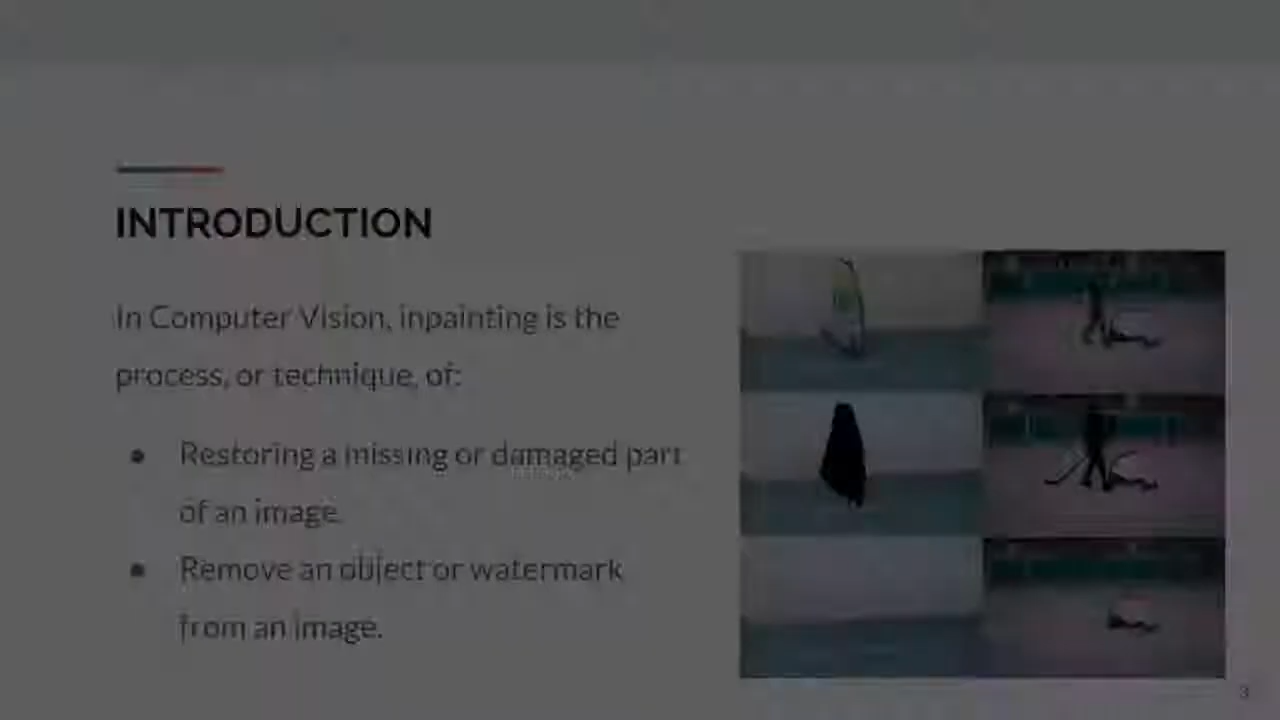 INTRODUCTION
In Computer Vision, inpainting is the
process, or technique, of:
● Restoring a missing or damaged part
of an image.
● Remove an object or watermark
from an image.
3